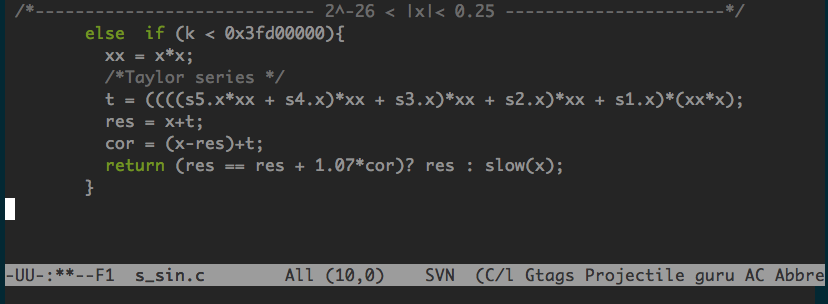 /*---------------------------- 2^-26 < |x|< 0.25 ----------------------*/
else  if (k < 0x3fd00000){
xx = x*x;
/*Taylor series */
t = ((((s5.x*xx + s4.x)*xx + s3.x)*xx + s2.x)*xx + s1.x)*(xx*x);
res = x+t;
cor = (x-res)+t;
return (res == res + 1.07*cor)? res : slow(x);
}
-UU-:**--F1  s_sin.c        All (10,0)    SVN  (C/l Gtags Projectile guru AC Abbre